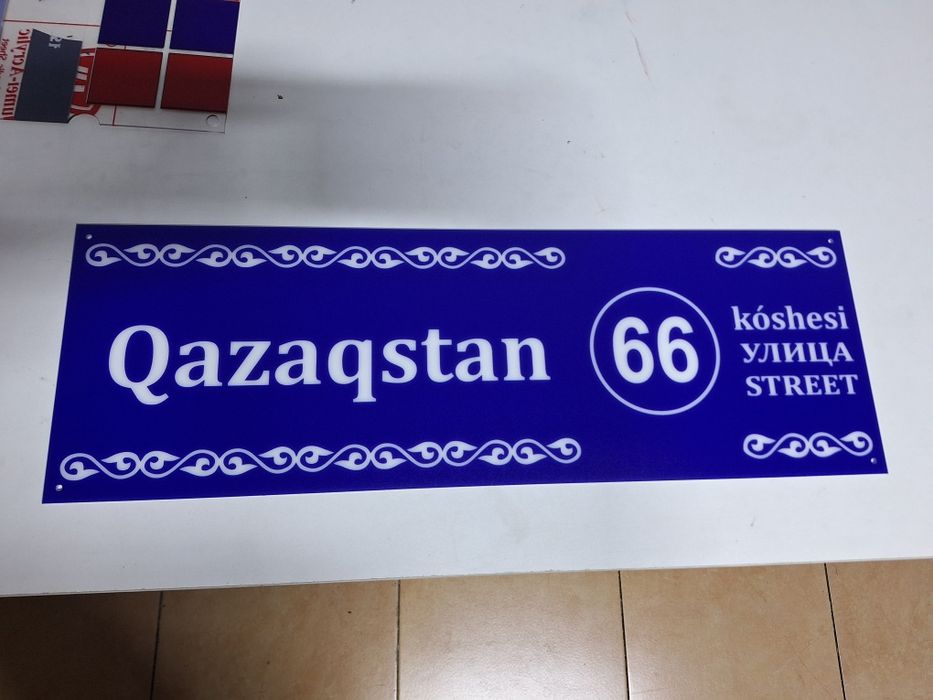 Qazaqstan
66
kóshesi
УЛИЦА
STREET